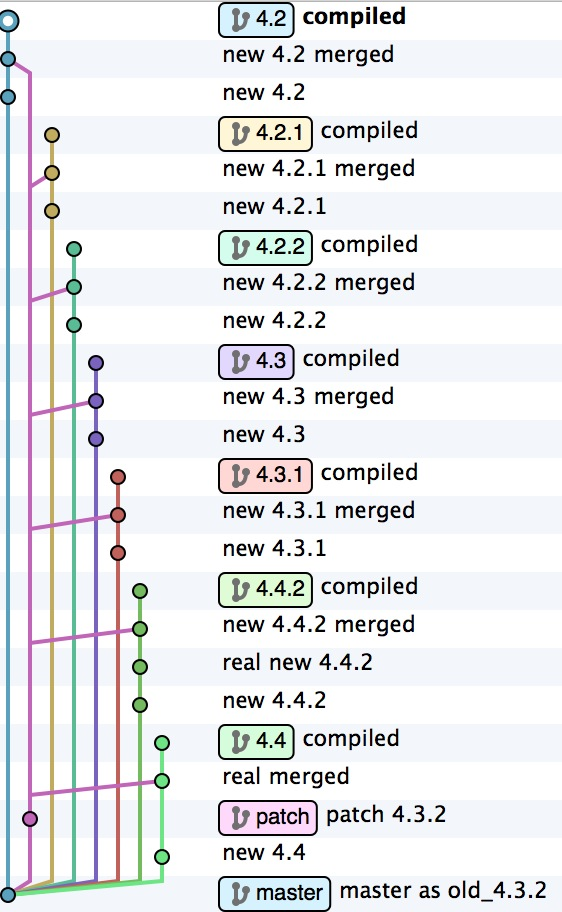 4.2 compiled
new 4.2 merged
new 4.2
4.2.1 compiled
new 4.2.1 merged
new 4.2.1
4.2.2 compiled
new 4.2.2 merged
new 4.2.2
4.3 compiled
new 4.3 merged
new 4.3
4.3.1 compiled
new 4.3.1 merged
new 4.3.1
4.4.2 compiled
new 4.4.2 merged
real new 4.4.2
new 4.4.2
4.4 compiled
real merged
patch patch 4.3.2
new 4.4
master master as old_4.3.2